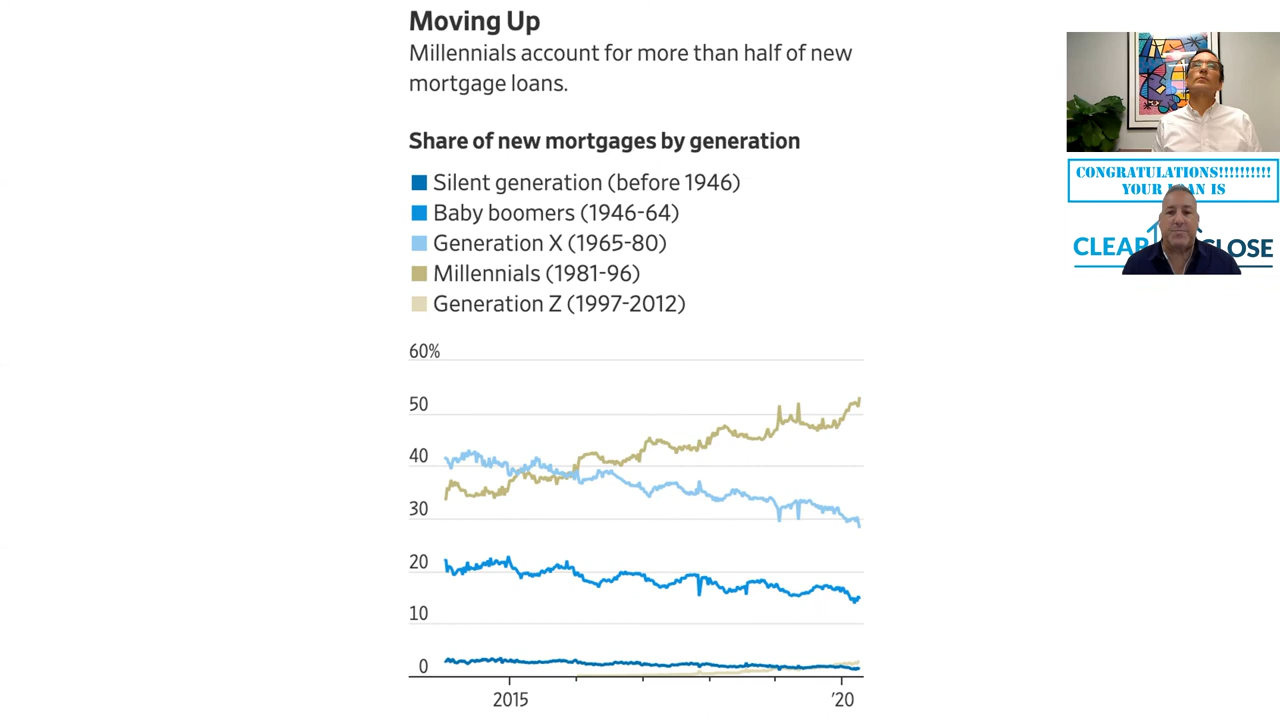 Moving Up
Millennials account for more than half of new
mortgage loans.
Share of new mortgages by generation
Silent generation (before 1946)
Baby boomers (1946-64)
Generation X (1965-80)
Millennials (1981-96)
Generation Z (1997-2012)
60%
50
40
30
20
10
0
2015
'20
CONGRATULATIONS!!!!!!!!!!
YOUR LOAN IS
CLEAR
CLOSE